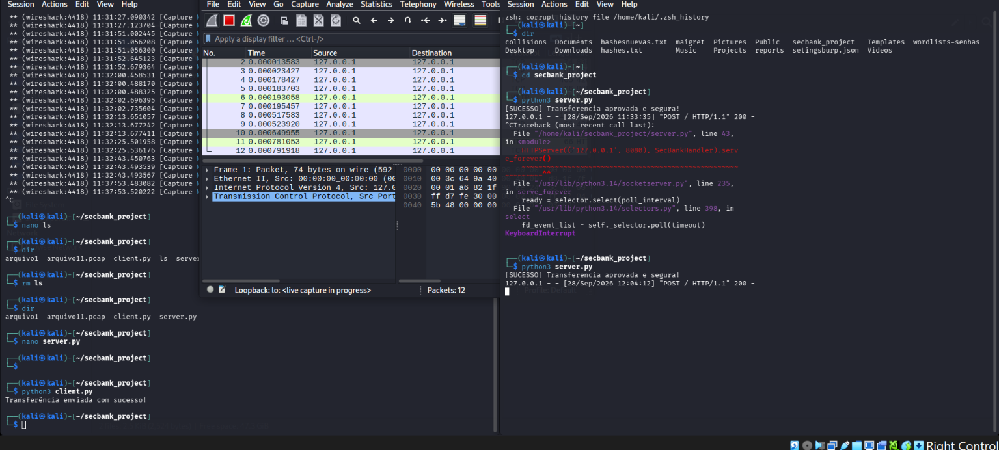 Session Actions Edit View Help
** (wireshark:4418) 11:31:27.090342 [Capture M
** (wireshark:4418) 11:31:27.123704 [Capture M
** (wireshark:4418) 11:31:51.002445 [Capture M
** (wireshark:4418) 11:31:51.056208 [Capture M
** (wireshark:4418) 11:31:51.056300 [Capture M
** (wireshark:4418) 11:31:52.645123 [Capture M
** (wireshark:4418) 11:31:52.679364 [Capture M
** (wireshark:4418) 11:32:00.458531 [Capture M
** (wireshark:4418) 11:32:00.488170 [Capture M
** (wireshark:4418) 11:32:00.488325 [Capture M
** (wireshark:4418) 11:32:02.696395 [Capture M
** (wireshark:4418) 11:32:02.735604 [Capture M
** (wireshark:4418) 11:32:13.651057 [Capture M
** (wireshark:4418) 11:32:13.677242 [Capture M
** (wireshark:4418) 11:32:13.677411 [Capture M
** (wireshark:4418) 11:32:25.501958 [Capture M
** (wireshark:4418) 11:32:25.536176 [Capture M
** (wireshark:4418) 11:32:43.450763 [Capture M
** (wireshark:4418) 11:32:43.493539 [Capture M
** (wireshark:4418) 11:32:43.493567 [Capture M
** (wireshark:4418) 11:37:53.483082 [Capture M
** (wireshark:4418) 11:37:53.520222 [Capture M
^C
(kali㉿kali)-[~/secbank_project]
$ nano ls
(kali㉿kali)-[~/secbank_project]
$ dir
arquivo1 arquivo11.pcap client.py ls server
(kali㉿kali)-[~/secbank_project]
$ rm ls
(kali㉿kali)-[~/secbank_project]
$ dir
arquivo1 arquivo11.pcap client.py server.py
(kali㉿kali)-[~/secbank_project]
$ nano server.py
(kali㉿kali)-[~/secbank_project]
$
(kali㉿kali)-[~/secbank_project]
$ python3 client.py
Transferência enviada com sucesso!
(kali㉿kali)-[~/secbank_project]
$
File Edit View Go Capture Analyze Statistics Telephony Wireless Tools
Apply a display filter ... <Ctrl-/>
No. Time Source Destination
2 0.000013583 127.0.0.1 127.0.0.1
3 0.000023427 127.0.0.1 127.0.0.1
4 0.000178427 127.0.0.1 127.0.0.1
5 0.000183703 127.0.0.1 127.0.0.1
6 0.000193058 127.0.0.1 127.0.0.1
7 0.000195457 127.0.0.1 127.0.0.1
8 0.000517583 127.0.0.1 127.0.0.1
9 0.000523920 127.0.0.1 127.0.0.1
10 0.000649955 127.0.0.1 127.0.0.1
11 0.000781053 127.0.0.1 127.0.0.1
12 0.000791918 127.0.0.1 127.0.0.1
Frame 1: Packet, 74 bytes on wire (592
Ethernet II, Src: 00:00:00_00:00:00 (00
Internet Protocol Version 4, Src: 127.0
Transmission Control Protocol, Src Port
0000 00 00 00 00 00
0010 00 3c 64 9a 40
0020 00 01 a6 82 1f
0030 ff d7 fe 30 00
0040 5b 48 00 00 00
Loopback: lo: <live capture in progress>
Packets: 12
Session Actions Edit View Help
zsh: corrupt history file /home/kali/.zsh_history
(kali㉿kali)-[~]
$ dir
collisions Documents hashesnuevas.txt maigret Pictures Public secbank_project Templates wordlists-senhas
Desktop Downloads hashes.txt Music Projects reports setingsburp.json Videos
(kali㉿kali)-[~]
$ cd secbank_project
(kali㉿kali)-[~/secbank_project]
$ python3 server.py
[SUCESSO] Transferencia aprovada e segura!
127.0.0.1 - - [28/Sep/2026 11:33:35] "POST / HTTP/1.1" 200 -
^CTraceback (most recent call last):
File "/home/kali/secbank_project/server.py", line 43,
in <module>
HTTPServer(('127.0.0.1', 8080), SecBankHandler).serv
e_forever()
~~~~~~~~~~~~~~~~~~~~~~~~~~~~~~~~~~~~~~~~~~~~~~~~~~~~
~~~~~~~~~^^
File "/usr/lib/python3.14/socketserver.py", line 235,
in serve_forever
ready = selector.select(poll_interval)
File "/usr/lib/python3.14/selectors.py", line 398, in
select
fd_event_list = self._selector.poll(timeout)
KeyboardInterrupt
(kali㉿kali)-[~/secbank_project]
$ python3 server.py
[SUCESSO] Transferencia aprovada e segura!
127.0.0.1 - - [28/Sep/2026 12:04:12] "POST / HTTP/1.1" 200 -
Profile: Default
Right Control